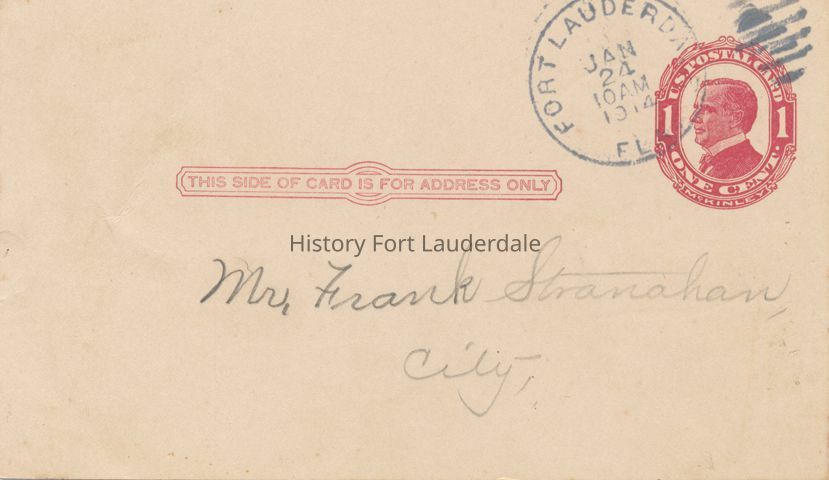 FORT LAUDERDA
JAN
24
10AM
1914
FLA.
U.S. POSTAL CARD
1 1
ONE CENT
McKINLEY
THIS SIDE OF CARD IS FOR ADDRESS ONLY
History Fort Lauderdale
Mr. Frank Stranahan,
City,